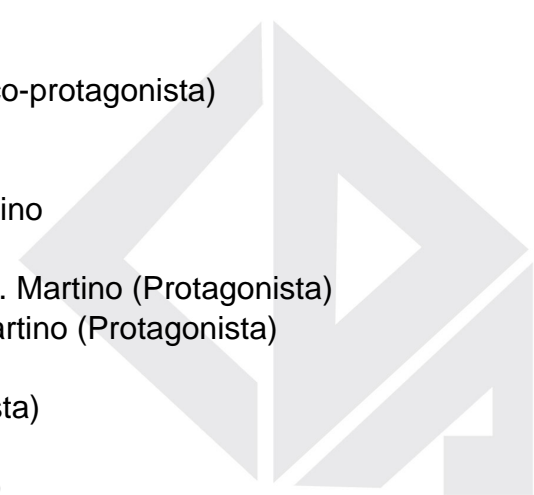 co-protagonista)
ino
. Martino (Protagonista)
artino (Protagonista)
sta)